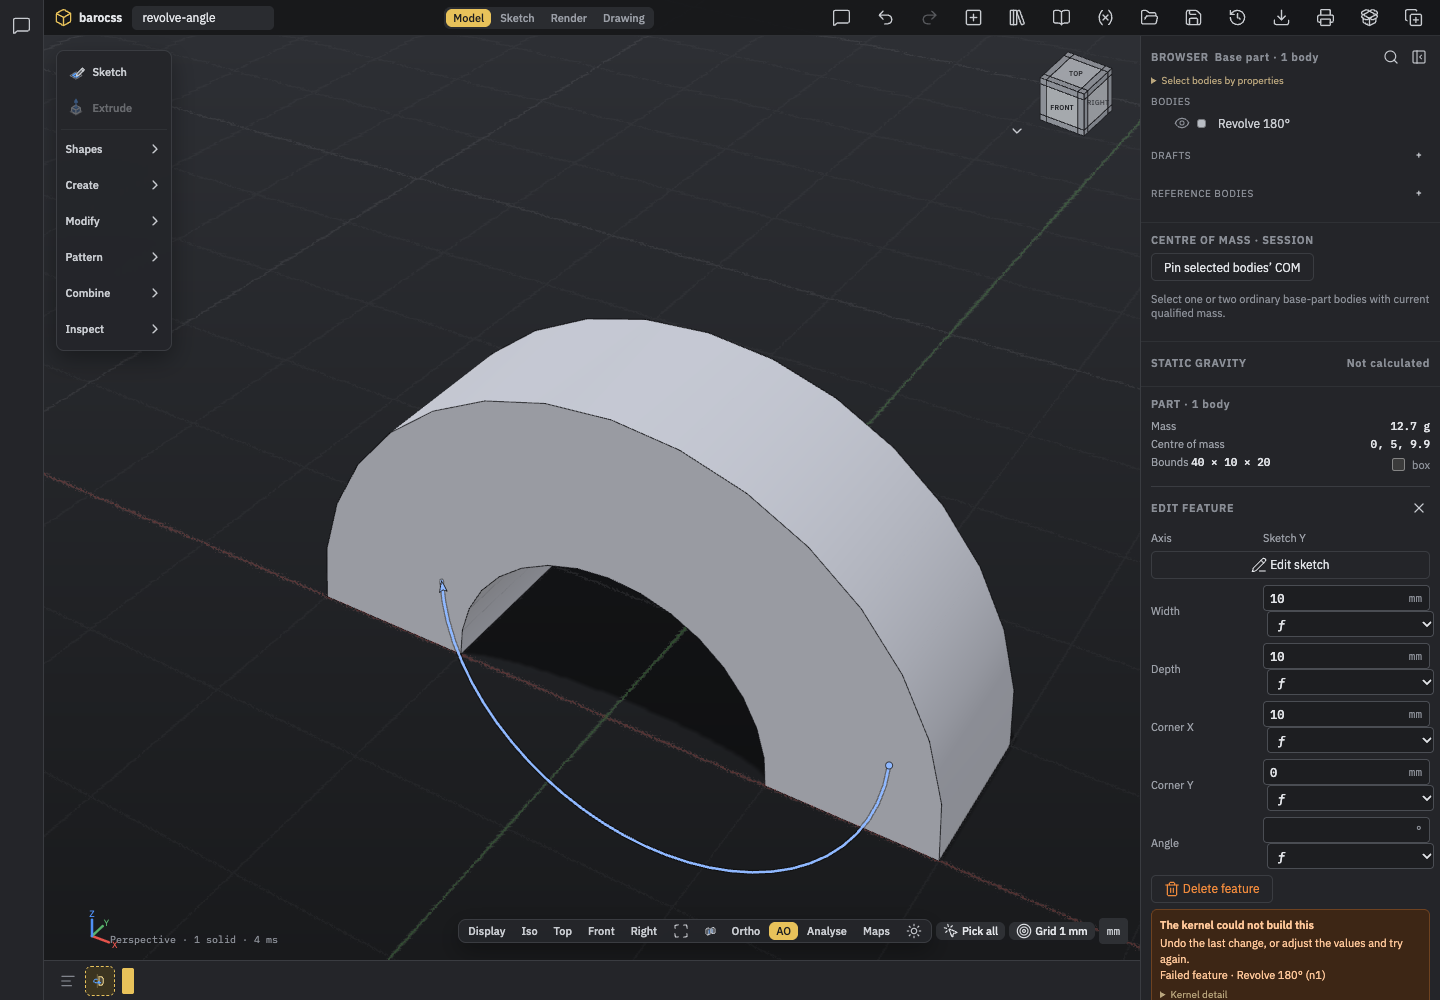 barocss
revolve-angle
Model
Sketch
Render
Drawing
Sketch
Extrude
Shapes
Create
Modify
Pattern
Combine
Inspect
TOP
FRONT
RIGHT
BROWSER Base part · 1 body
Select bodies by properties
BODIES
Revolve 180°
DRAFTS +
REFERENCE BODIES +
CENTRE OF MASS · SESSION
Pin selected bodies’ COM
Select one or two ordinary base-part bodies with current
qualified mass.
STATIC GRAVITY Not calculated
PART · 1 body
Mass 12.7 g
Centre of mass 0, 5, 9.9
Bounds 40 × 10 × 20 box
EDIT FEATURE
Axis Sketch Y
Edit sketch
Width 10 mm
ƒ
Depth 10 mm
ƒ
Corner X 10 mm
ƒ
Corner Y 0 mm
ƒ
Angle °
ƒ
Delete feature
The kernel could not build this
Undo the last change, or adjust the values and try
again.
Failed feature · Revolve 180° (n1)
Kernel detail
Z
Y
X
Perspective · 1 solid · 4 ms
Display
Iso
Top
Front
Right
Ortho
AO
Analyse
Maps
Pick all
Grid 1 mm
mm